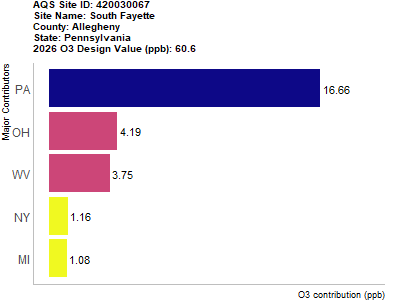 AQS Site ID: 420030067
Site Name: South Fayette
County: Allegheny
State: Pennsylvania
2026 O3 Design Value (ppb): 60.6
Major Contributors
PA 16.66
OH 4.19
WV 3.75
NY 1.16
MI 1.08
O3 contribution (ppb)